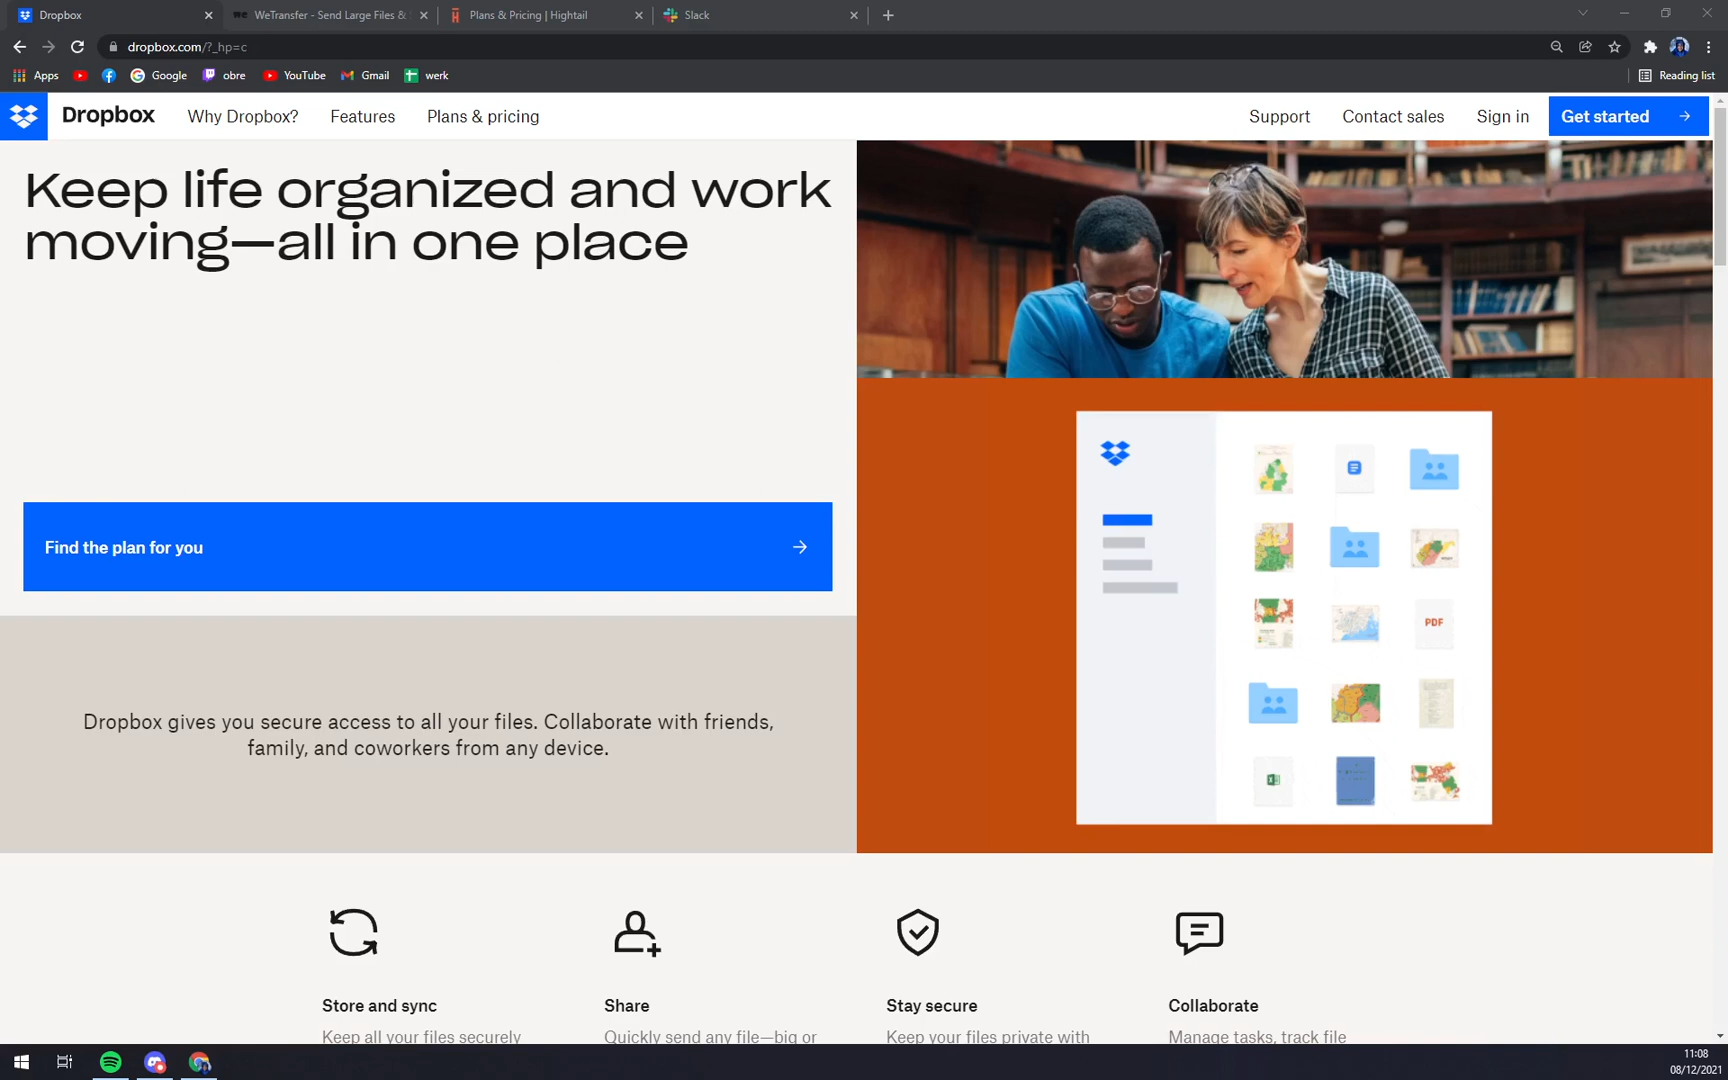 Dropbox
WeTransfer - Send Large Files &
Plans & Pricing | Hightail
Slack
dropbox.com/?_hp=c
Apps
Google
obre
YouTube
Gmail
werk
Reading list
Dropbox
Why Dropbox?
Features
Plans & pricing
Support
Contact sales
Sign in
Get started
Keep life organized and work
moving—all in one place
Find the plan for you
Dropbox gives you secure access to all your files. Collaborate with friends,
family, and coworkers from any device.
PDF
Store and sync
Share
Stay secure
Collaborate
Keep all your files securely
Quickly send any file—big or
Keep your files private with
Manage tasks, track file
11:08
08/12/2021